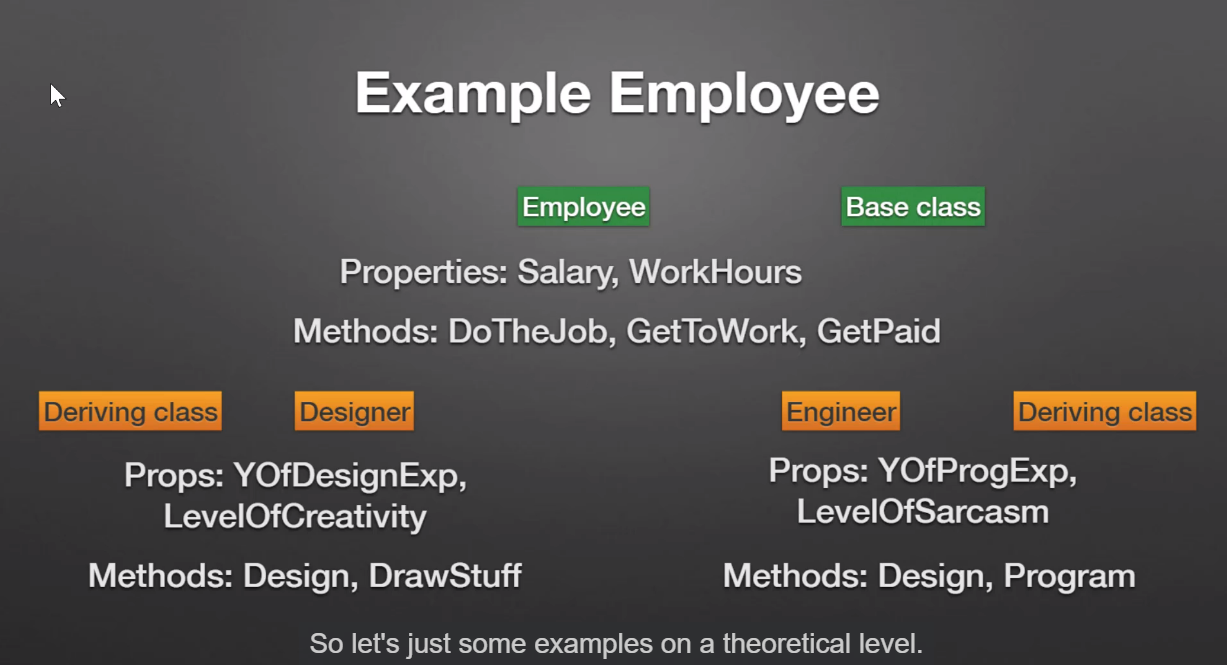 Example Employee
Employee
Base class
Properties: Salary, WorkHours
Methods: DoTheJob, GetToWork, GetPaid
Deriving class
Designer
Engineer
Deriving class
Props: YOfDesignExp,
LevelOfCreativity
Methods: Design, DrawStuff
Props: YOfProgExp,
LevelOfSarcasm
Methods: Design, Program
So let's just some examples on a theoretical level.